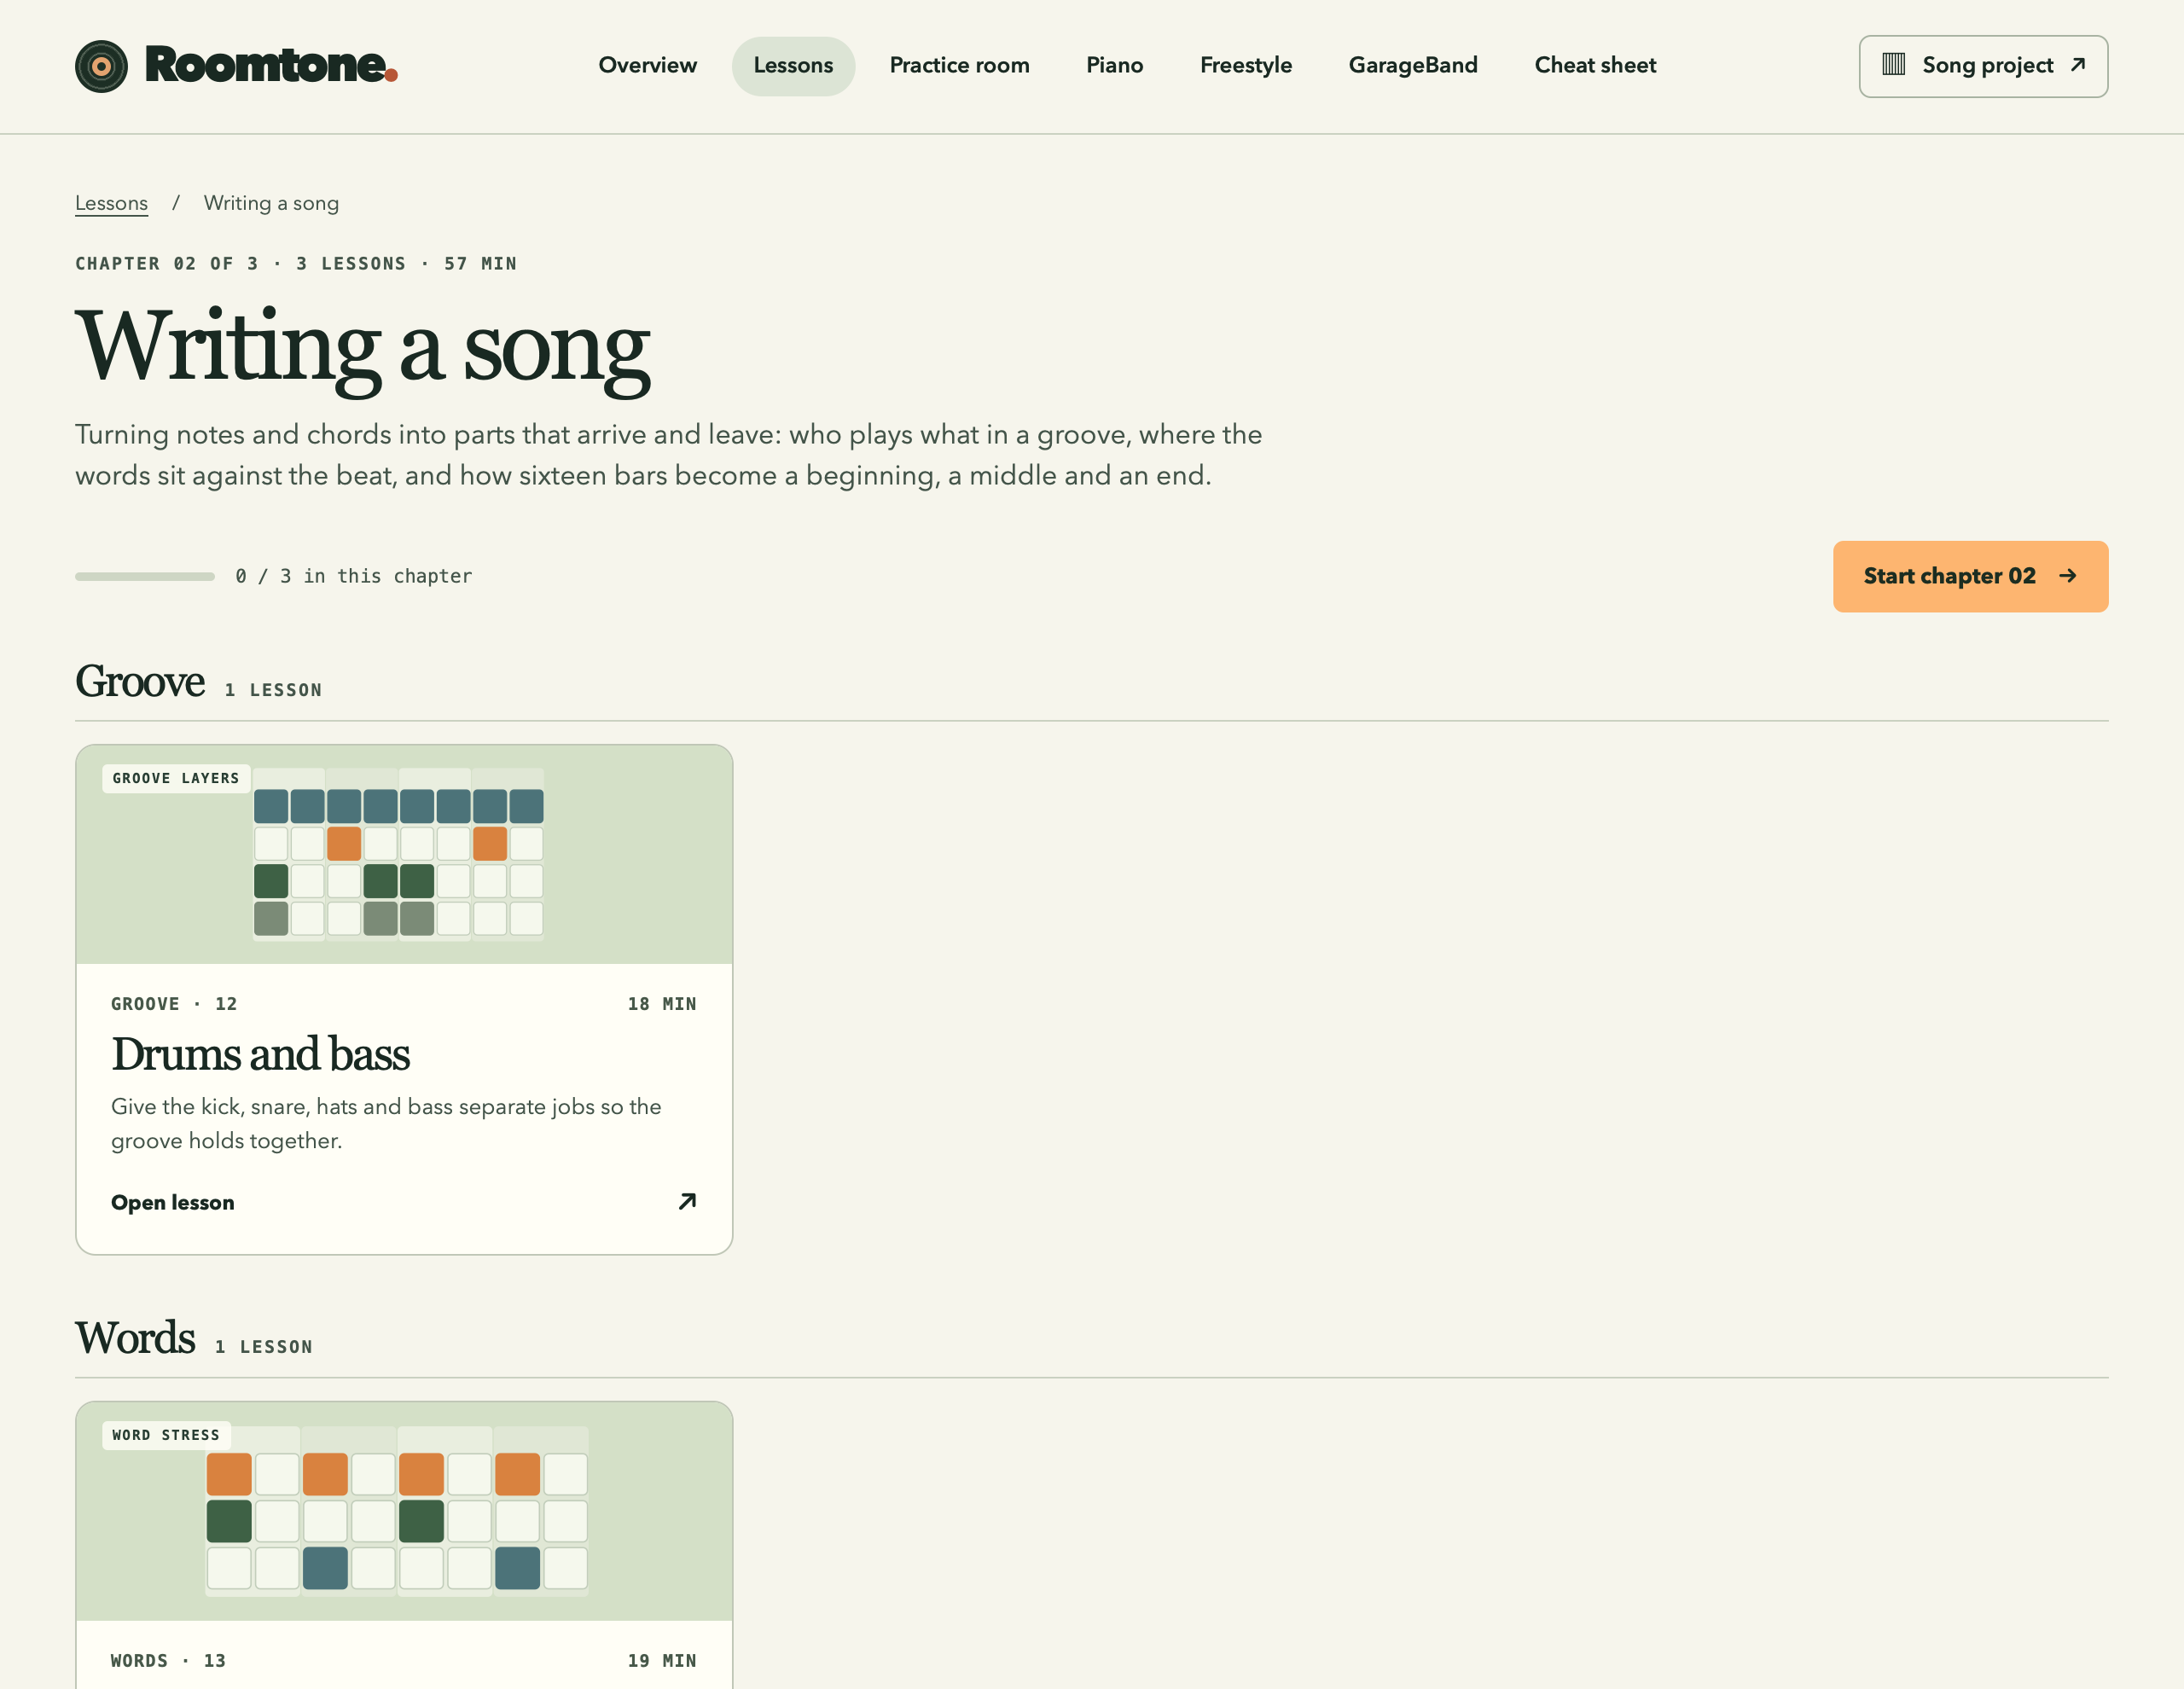 Roomtone.
Overview
Lessons
Practice room
Piano
Freestyle
GarageBand
Cheat sheet
Song project
Lessons / Writing a song
CHAPTER 02 OF 3 · 3 LESSONS · 57 MIN
Writing a song
Turning notes and chords into parts that arrive and leave: who plays what in a groove, where the
words sit against the beat, and how sixteen bars become a beginning, a middle and an end.
0 / 3 in this chapter
Start chapter 02 →
Groove 1 LESSON
GROOVE LAYERS
GROOVE · 12
18 MIN
Drums and bass
Give the kick, snare, hats and bass separate jobs so the
groove holds together.
Open lesson
Words 1 LESSON
WORD STRESS
WORDS · 13
19 MIN